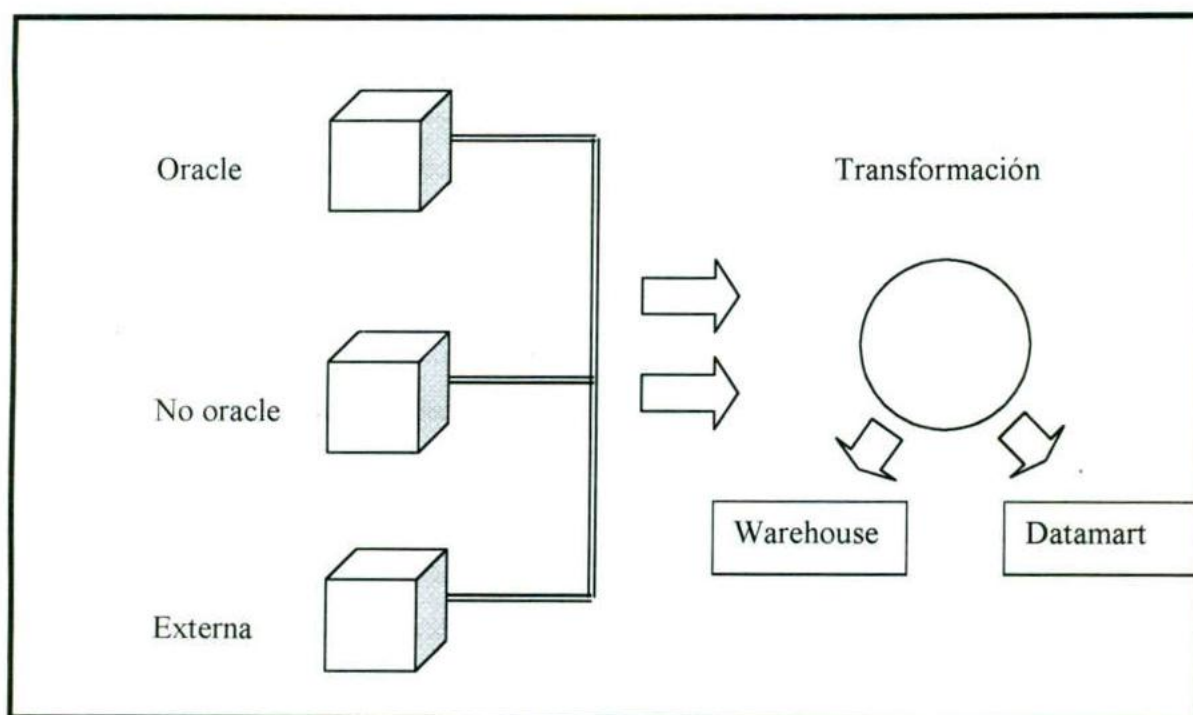 Oracle
Transformación
No oracle
Warehouse
Datamart
Externa